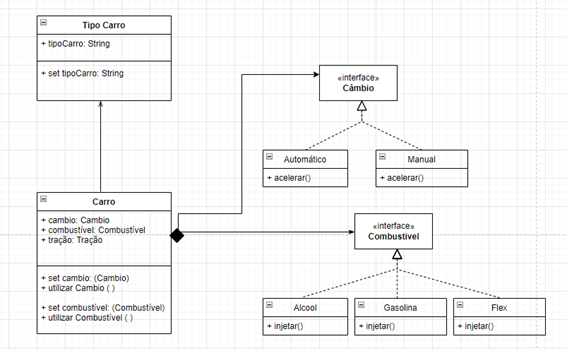 Tipo Carro
+ tipoCarro: String
+ set tipoCarro: String
«interface»
Câmbio
Automático
+ acelerar()
Manual
+ acelerar()
Carro
+ cambio: Cambio
+ combustível: Combustível
+ tração: Tração
+ set cambio: (Cambio)
+ utilizar Cambio ( )
+ set combustível: (Combustível)
+ utilizar Combustível ( )
«interface»
Combustível
Alcool
+ injetar()
Gasolina
+ injetar()
Flex
+ injetar()